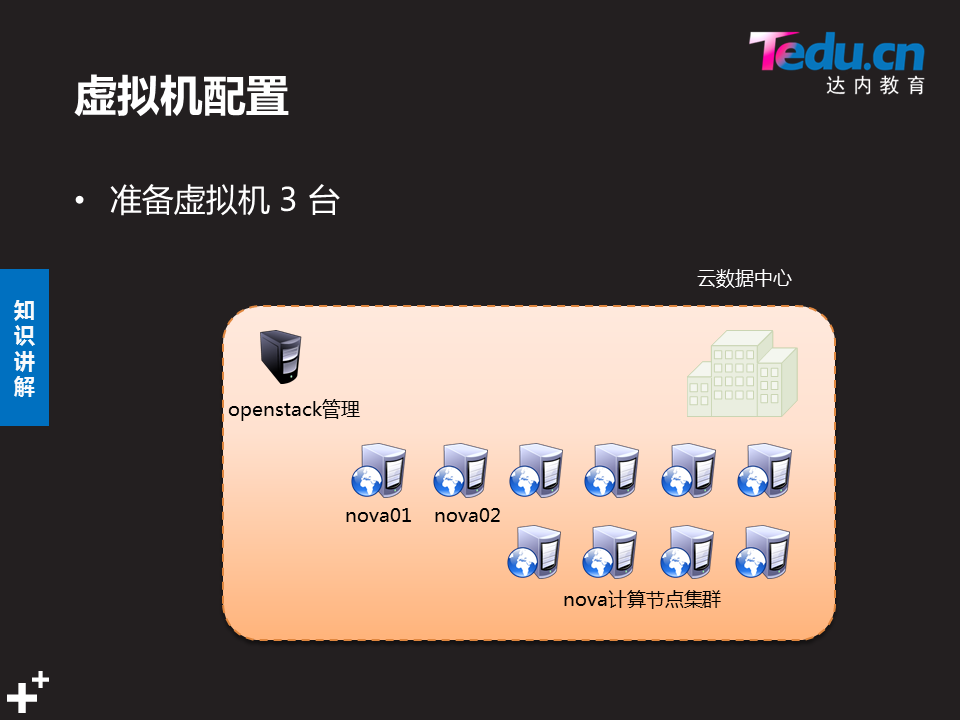 Tedu.cn
达内教育
虚拟机配置
• 准备虚拟机 3 台
知识讲解
云数据中心
openstack管理
nova01 nova02
nova计算节点集群